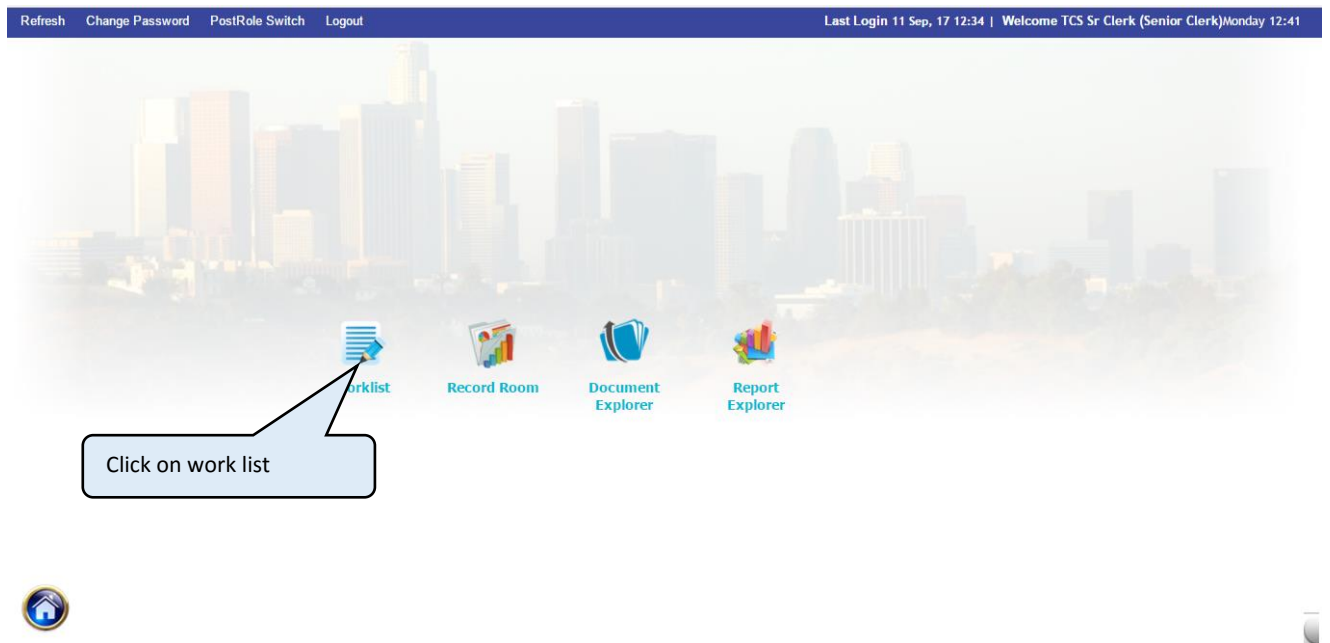 Refresh Change Password PostRole Switch Logout Last Login 11 Sep, 17 12:34 | Welcome TCS Sr Clerk (Senior Clerk)Monday 12:41
orklist Record Room Document Report
Explorer Explorer
Click on work list